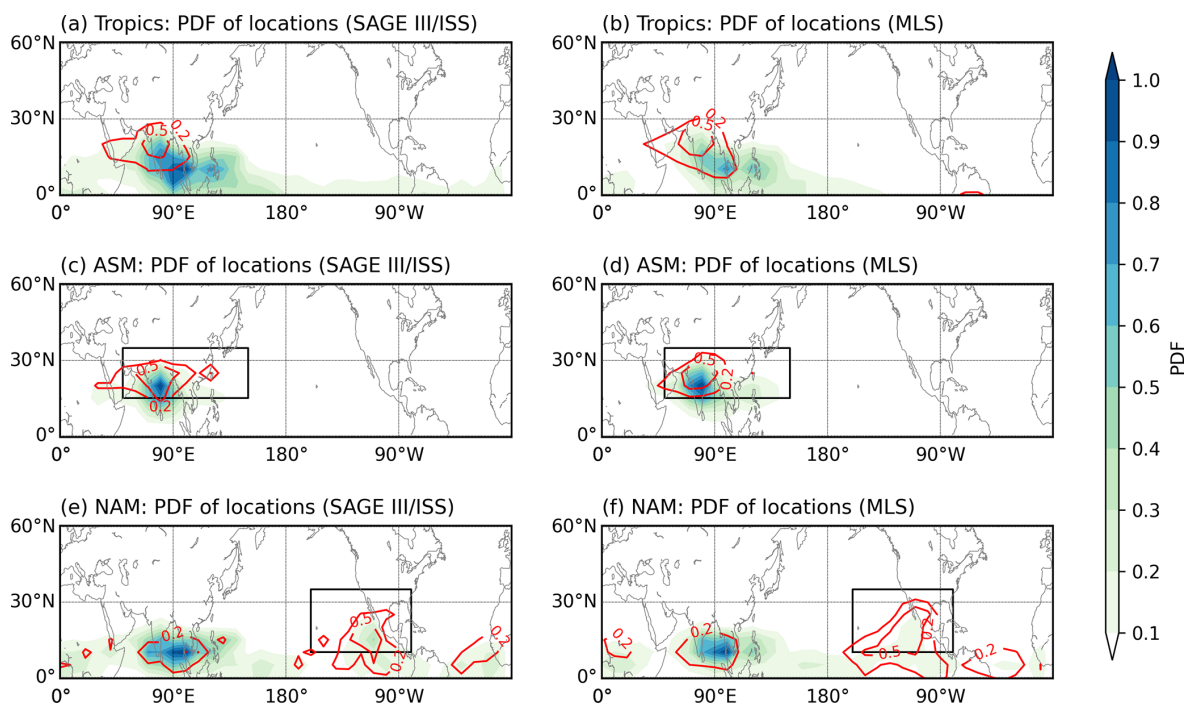 (a) Tropics: PDF of locations (SAGE III/ISS)
(b) Tropics: PDF of locations (MLS)
60°N
30°N
0°
0.5
0.2
0° 90°E 180° 90°W
60°N
30°N
0°
0.2
0.5
0° 90°E 180° 90°W
(c) ASM: PDF of locations (SAGE III/ISS)
(d) ASM: PDF of locations (MLS)
60°N
30°N
0°
0.5
0.2
0° 90°E 180° 90°W
60°N
30°N
0°
0.5
0.2
0° 90°E 180° 90°W
(e) NAM: PDF of locations (SAGE III/ISS)
(f) NAM: PDF of locations (MLS)
60°N
30°N
0°
0.2
0.5
0.2
0.2
0° 90°E 180° 90°W
60°N
30°N
0°
0.2
0.2
0.2
0.5
0.2
0° 90°E 180° 90°W
1.0
0.9
0.8
0.7
0.6
0.5
0.4
0.3
0.2
0.1
PDF